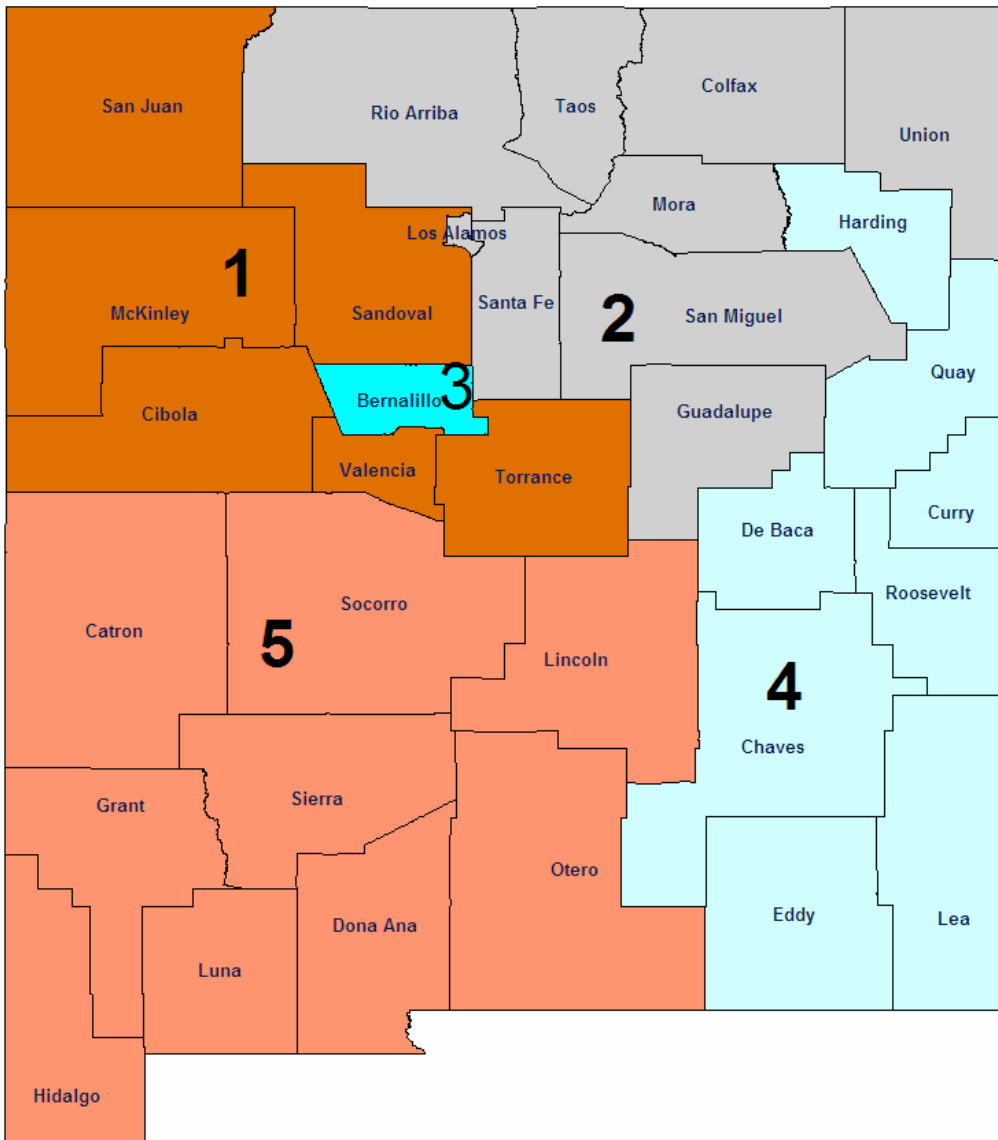 San Juan
Rio Arriba
Taos
Colfax
Union
Mora
Harding
Los Alamos
McKinley
1
Sandoval
Santa Fe
2
San Miguel
Quay
Bernalillo
3
Cibola
Guadalupe
Valencia
Torrance
De Baca
Curry
Roosevelt
Catron
5
Socorro
Lincoln
4
Chaves
Grant
Sierra
Otero
Eddy
Lea
Dona Ana
Luna
Hidalgo